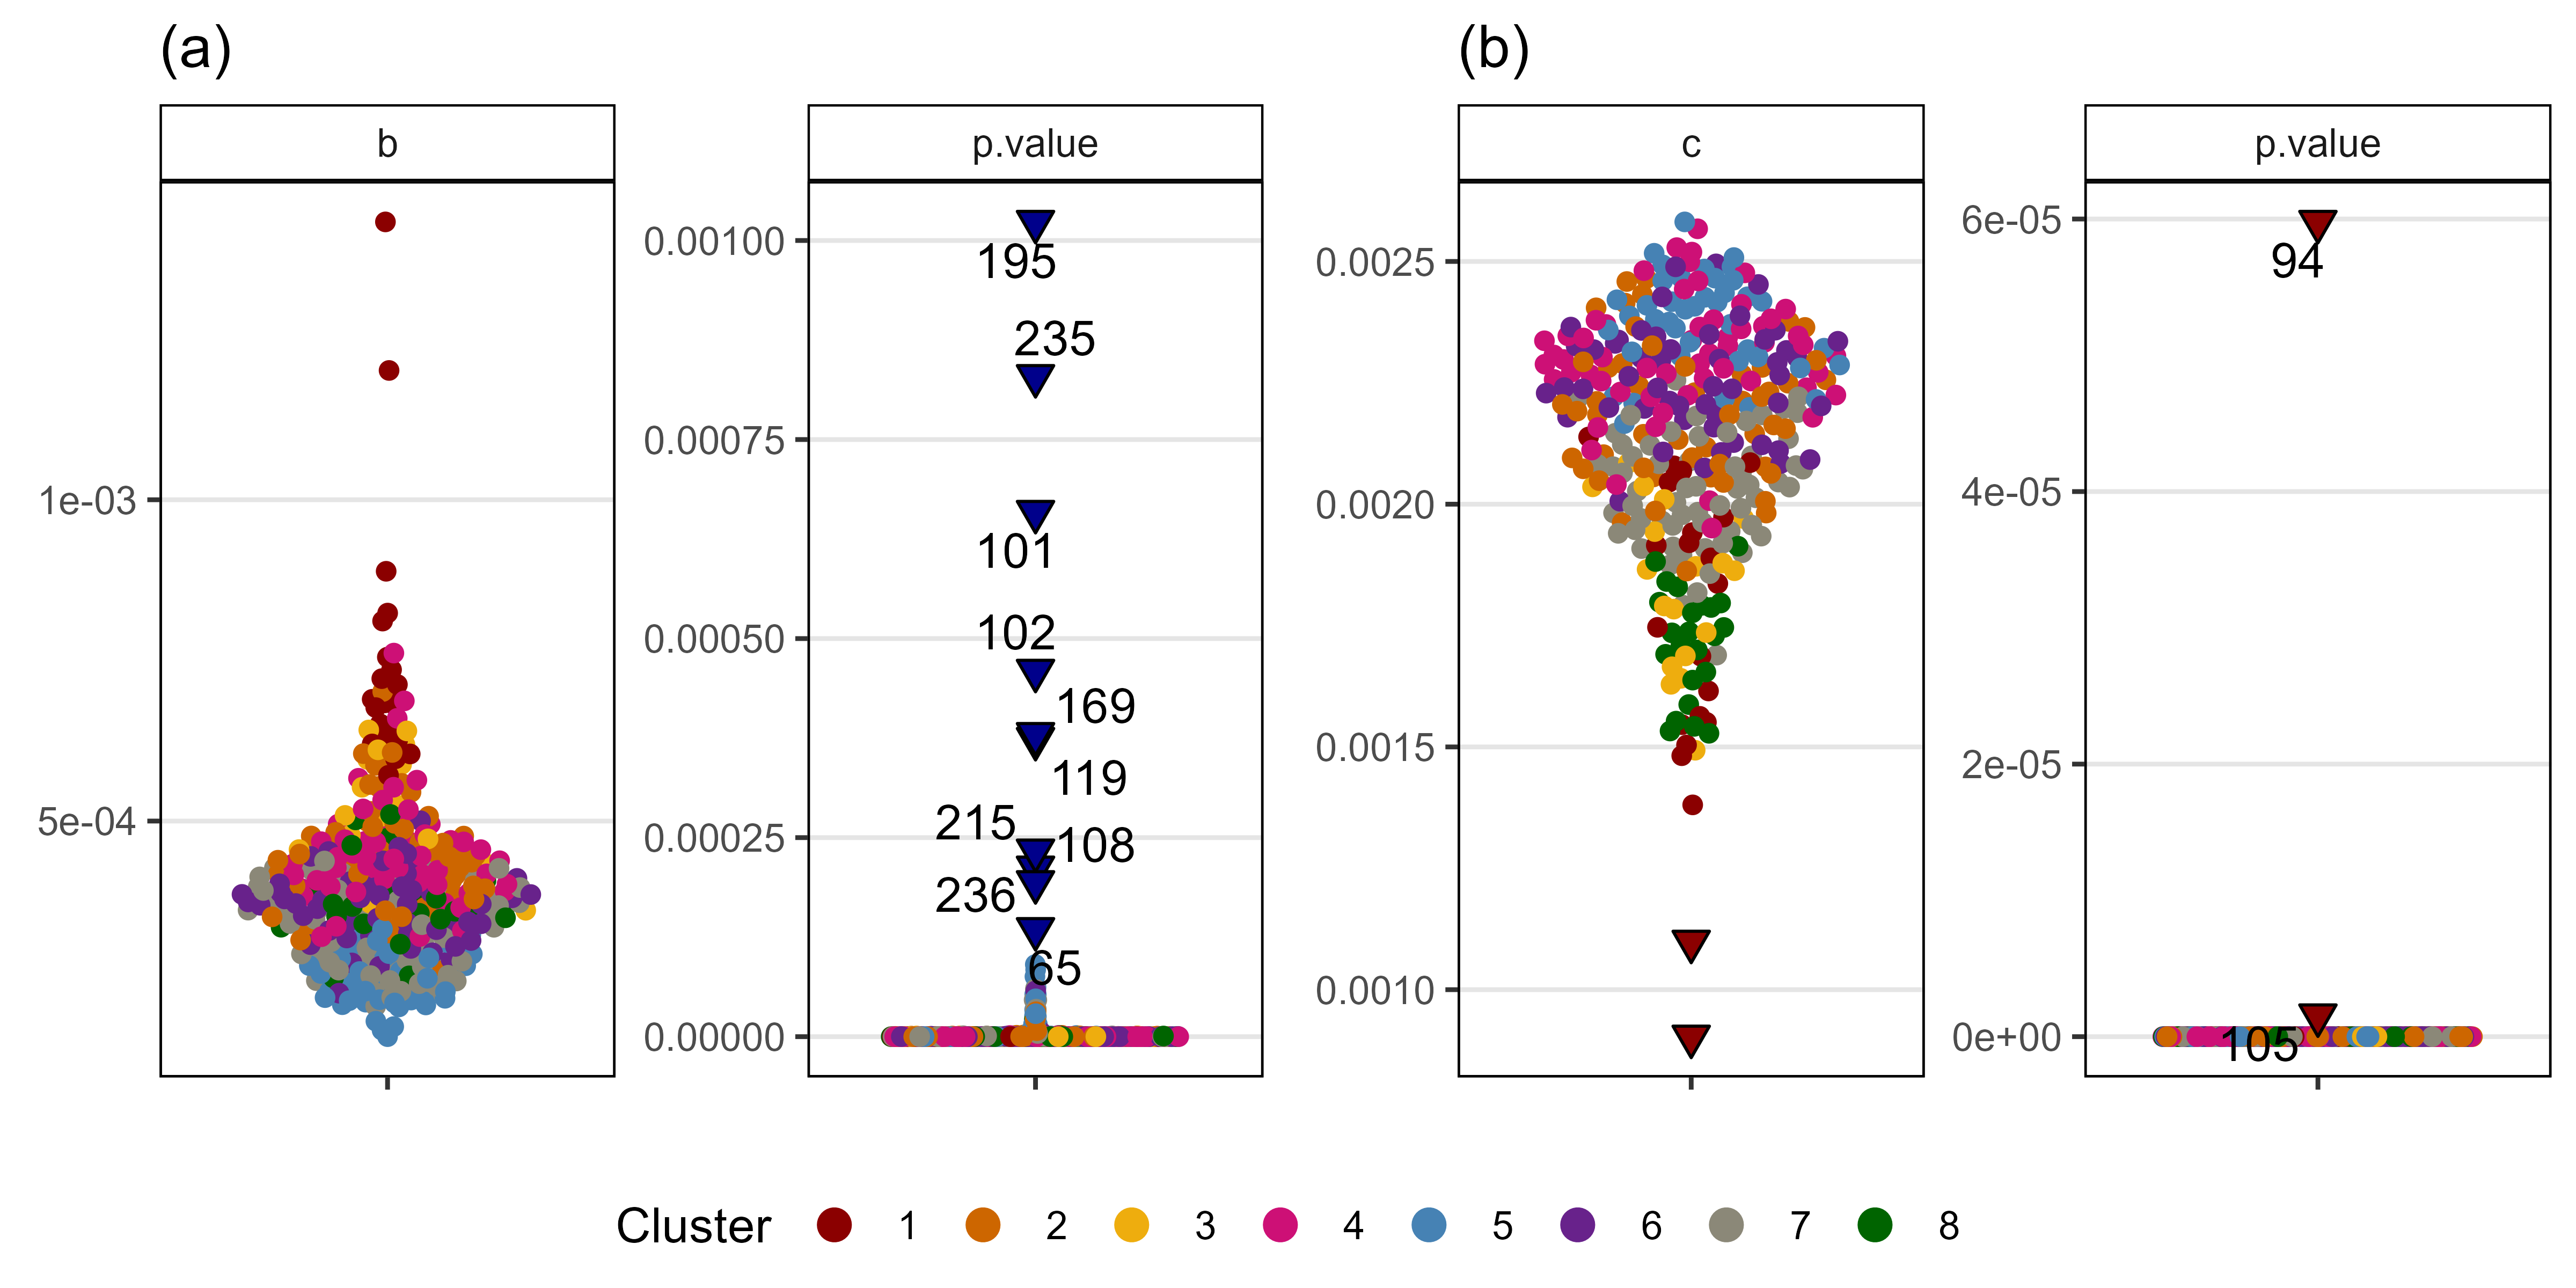 (a)
(b)
b
p.value
c
p.value
1e-03
5e-04
0.00100
0.00075
0.00050
0.00025
0.00000
195
235
101
102
169
119
215
108
236
65
0.0025
0.0020
0.0015
0.0010
6e-05
4e-05
2e-05
0e+00
94
105
Cluster 1 2 3 4 5 6 7 8